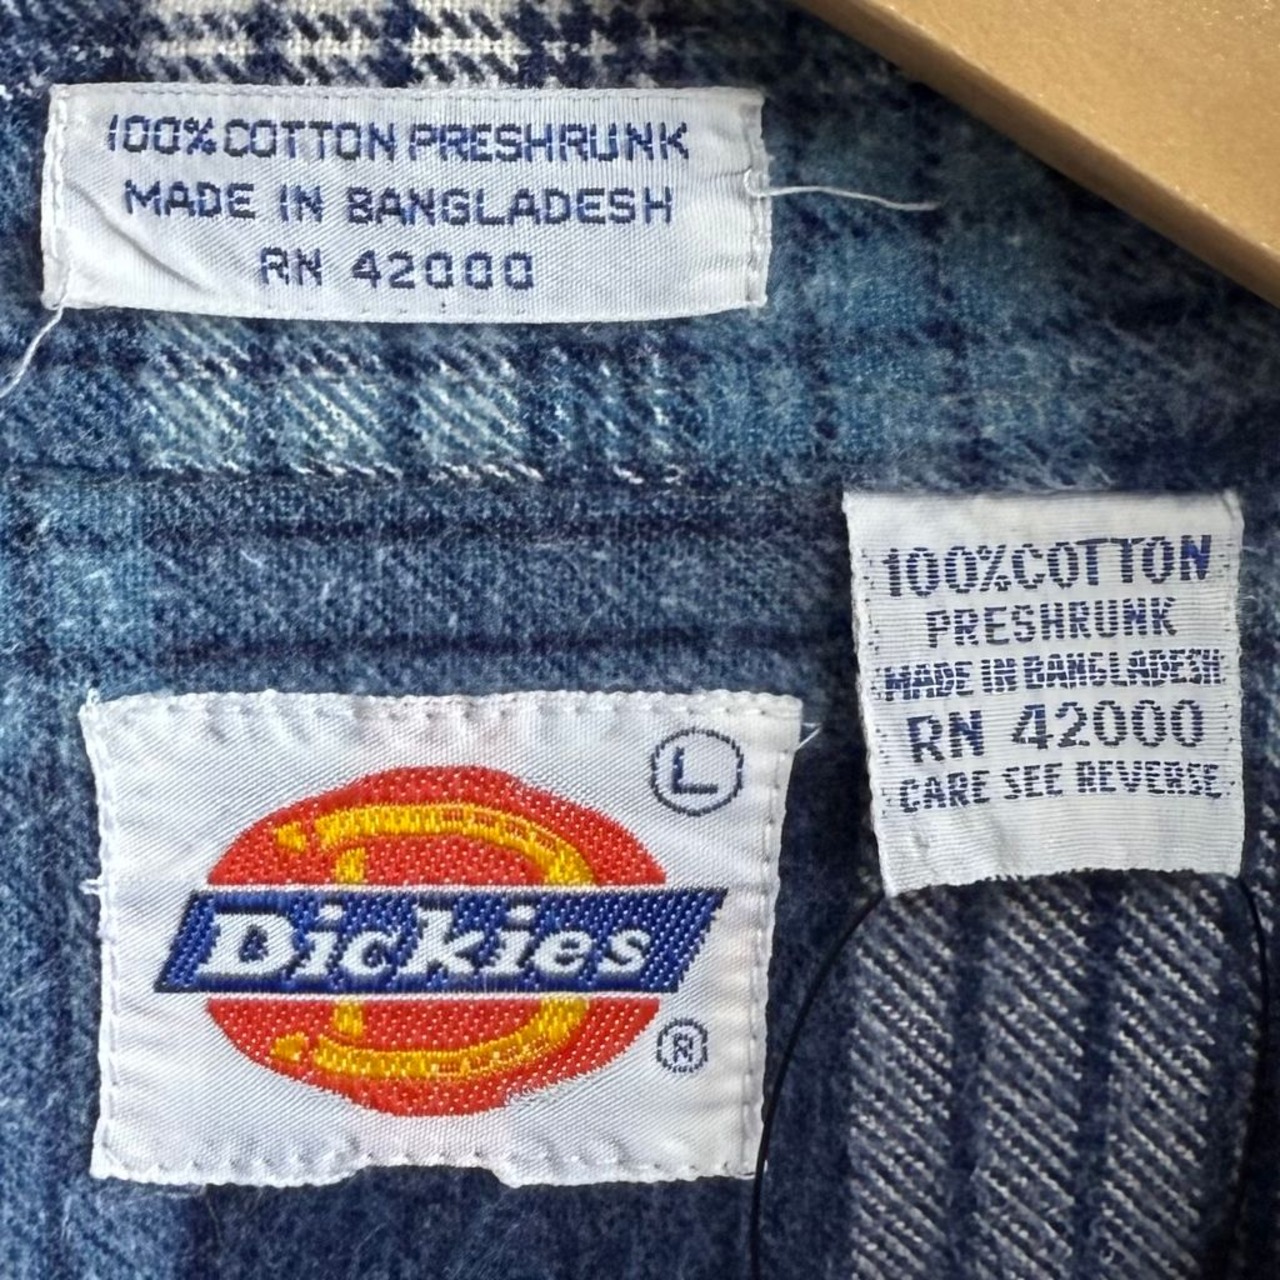 100% COTTON PRESHRUNK
MADE IN BANGLADESH
RN 42000
100% COTTON
PRESHRUNK
MADE IN BANGLADESH
RN 42000
CARE SEE REVERSE
L
Dickies
®